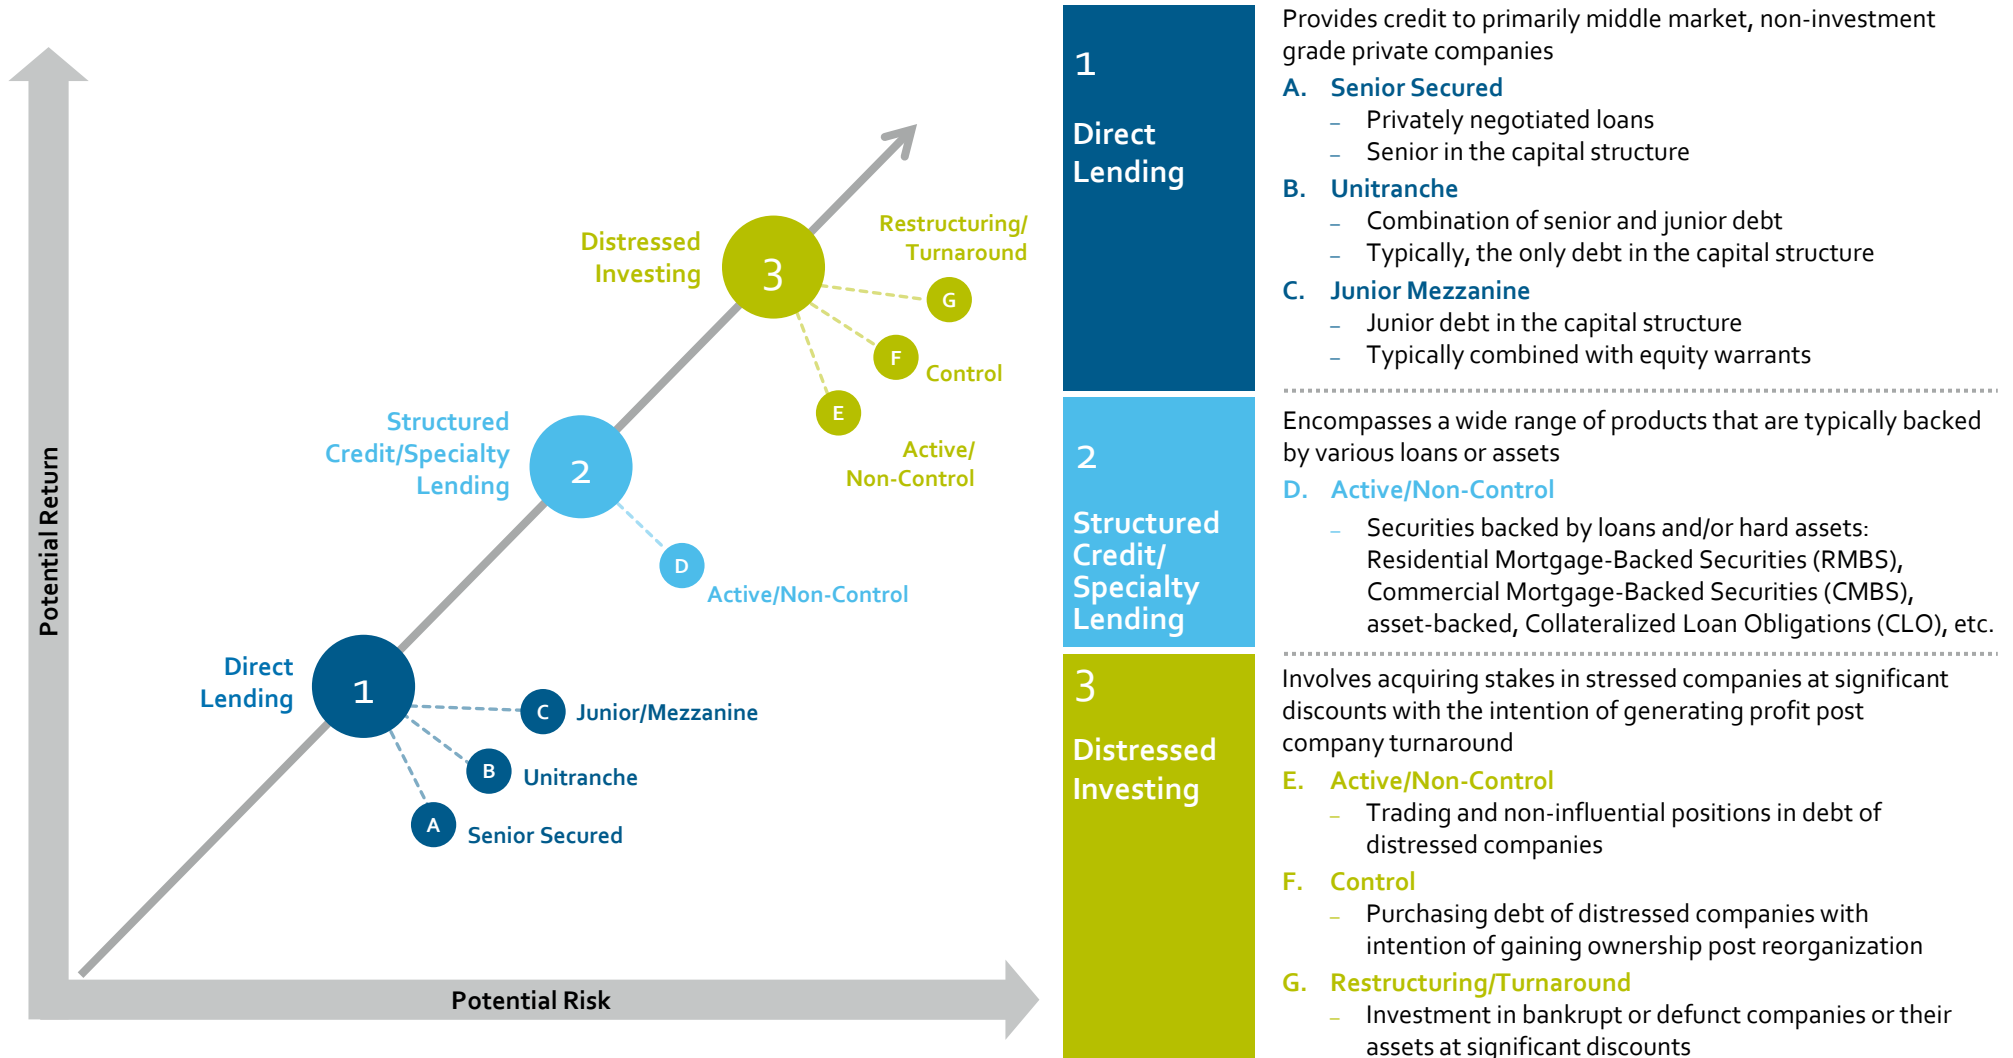 Potential Return
Potential Risk
Distressed
Investing
3
Restructuring/
Turnaround
G
F
Control
E
Active/
Non-Control
Structured
Credit/Specialty
Lending
2
D
Active/Non-Control
Direct
Lending
1
C
Junior/Mezzanine
B
Unitranche
A
Senior Secured
1
Direct
Lending
Provides credit to primarily middle market, non-investment
grade private companies
A. Senior Secured
– Privately negotiated loans
– Senior in the capital structure
B. Unitranche
– Combination of senior and junior debt
– Typically, the only debt in the capital structure
C. Junior Mezzanine
– Junior debt in the capital structure
– Typically combined with equity warrants
2
Structured
Credit/
Specialty
Lending
Encompasses a wide range of products that are typically backed
by various loans or assets
D. Active/Non-Control
– Securities backed by loans and/or hard assets:
Residential Mortgage-Backed Securities (RMBS),
Commercial Mortgage-Backed Securities (CMBS),
asset-backed, Collateralized Loan Obligations (CLO), etc.
3
Distressed
Investing
Involves acquiring stakes in stressed companies at significant
discounts with the intention of generating profit post
company turnaround
E. Active/Non-Control
– Trading and non-influential positions in debt of
distressed companies
F. Control
– Purchasing debt of distressed companies with
intention of gaining ownership post reorganization
G. Restructuring/Turnaround
– Investment in bankrupt or defunct companies or their
assets at significant discounts